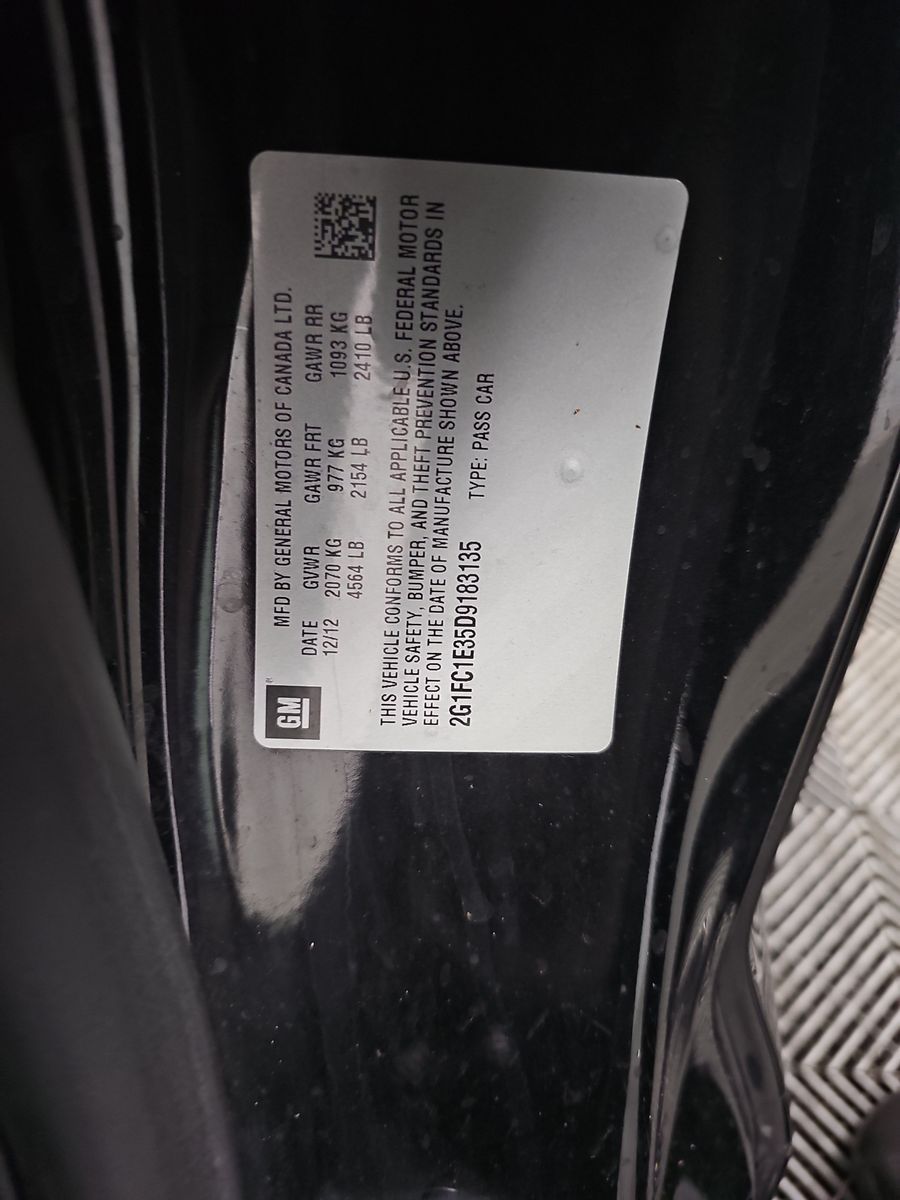 GM
MFD BY GENERAL MOTORS OF CANADA LTD.
DATE GVWR GAWR FRT GAWR RR
12/12 2070 KG 977 KG 1093 KG
4564 LB 2154 LB 2410 LB
THIS VEHICLE CONFORMS TO ALL APPLICABLE U.S. FEDERAL MOTOR
VEHICLE SAFETY, BUMPER, AND THEFT PREVENTION STANDARDS IN
EFFECT ON THE DATE OF MANUFACTURE SHOWN ABOVE.
2G1FC1E35D9183135 TYPE: PASS CAR